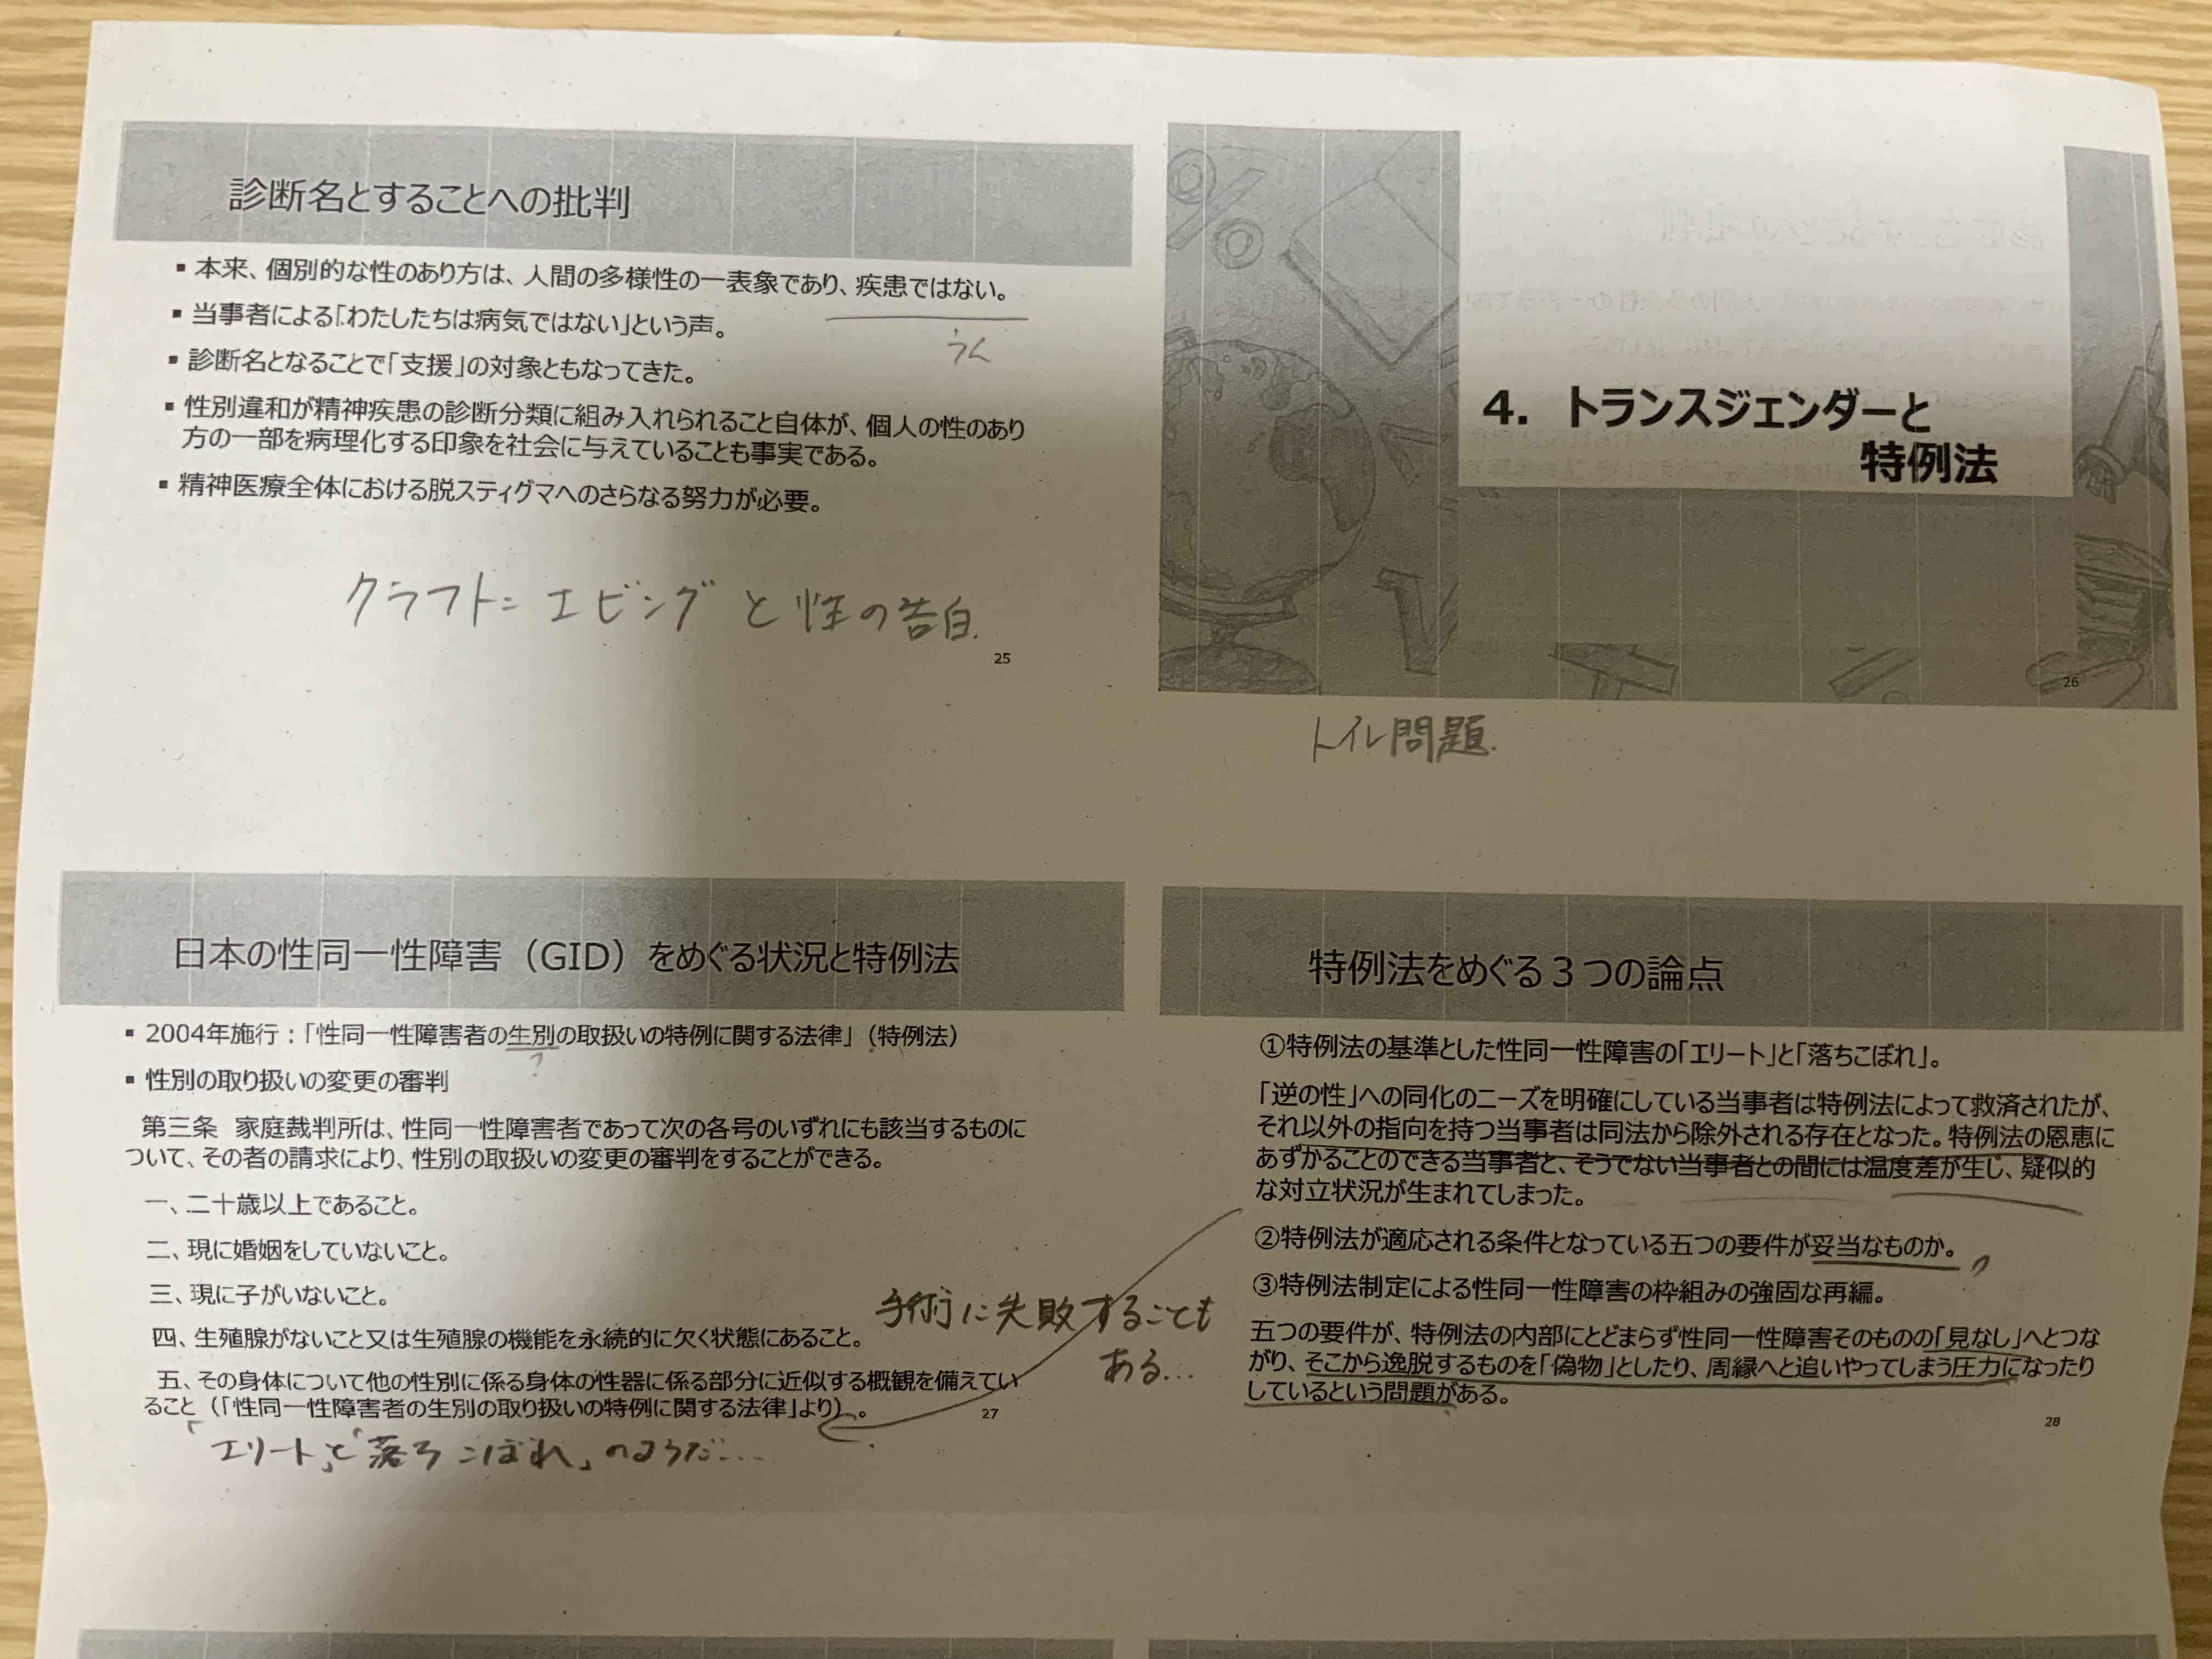 診断名とすることへの批判
▪ 本来、個別的な性のあり方は、人間の多様性の一表象であり、疾患ではない。
▪ 当事者による「わたしたちは病気ではない」という声。
うん
▪ 診断名となることで「支援」の対象ともなってきた。
▪ 性別違和が精神疾患の診断分類に組み入れられること自体が、個人の性のあり
方の一部を病理化する印象を社会に与えていることも事実である。
▪ 精神医療全体における脱スティグマへのさらなる努力が必要。
クラフト=エビングと性の告白.
25
4. トランスジェンダーと
特例法
26
トイレ問題.
日本の性同一性障害（GID）をめぐる状況と特例法
▪ 2004年施行：「性同一性障害者の生別の取扱いの特例に関する法律」（特例法）
?
▪ 性別の取り扱いの変更の審判
第三条 家庭裁判所は、性同一性障害者であって次の各号のいずれにも該当するものに
ついて、その者の請求により、性別の取扱いの変更の審判をすることができる。
一、二十歳以上であること。
二、現に婚姻をしていないこと。
三、現に子がいないこと。
四、生殖腺がないこと又は生殖腺の機能を永続的に欠く状態にあること。
五、その身体について他の性別に係る身体の性器に係る部分に近似する概観を備えてい
ること（「性同一性障害者の生別の取り扱いの特例に関する法律」より）。
27
「エリート」と「落ちこぼれ」のようだ...
手術に失敗することも
ある...
特例法をめぐる３つの論点
①特例法の基準とした性同一性障害の「エリート」と「落ちこぼれ」。
「逆の性」への同化のニーズを明確にしている当事者は特例法によって救済されたが、
それ以外の指向を持つ当事者は同法から除外される存在となった。特例法の恩恵に
あずかることのできる当事者と、そうでない当事者との間には温度差が生じ、疑似的
な対立状況が生まれてしまった。
②特例法が適応される条件となっている五つの要件が妥当なものか。
?
③特例法制定による性同一性障害の枠組みの強固な再編。
五つの要件が、特例法の内部にとどまらず性同一性障害そのものの「見なし」へとつな
がり、そこから逸脱するものを「偽物」としたり、周縁へと追いやってしまう圧力になったり
しているという問題がある。
28